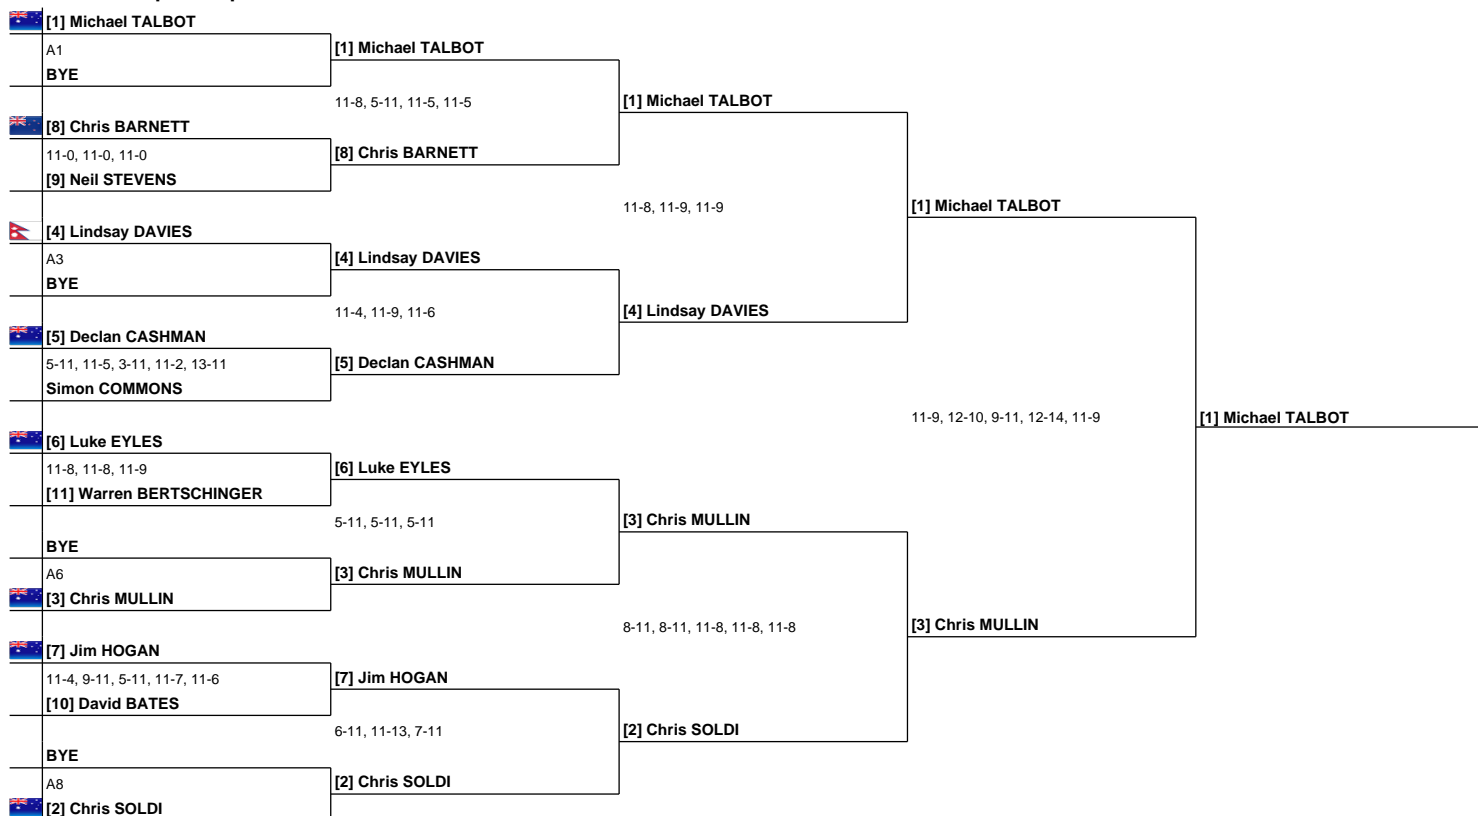 [1] Michael TALBOT
A1
BYE
[8] Chris BARNETT
11-0, 11-0, 11-0
[9] Neil STEVENS
[4] Lindsay DAVIES
A3
BYE
[5] Declan CASHMAN
5-11, 11-5, 3-11, 11-2, 13-11
Simon COMMONS
[6] Luke EYLES
11-8, 11-8, 11-9
[11] Warren BERTSCHINGER
BYE
A6
[3] Chris MULLIN
[7] Jim HOGAN
11-4, 9-11, 5-11, 11-7, 11-6
[10] David BATES
BYE
A8
[2] Chris SOLDI
[1] Michael TALBOT
11-8, 5-11, 11-5, 11-5
[8] Chris BARNETT
[4] Lindsay DAVIES
11-4, 11-9, 11-6
[5] Declan CASHMAN
[6] Luke EYLES
5-11, 5-11, 5-11
[3] Chris MULLIN
[7] Jim HOGAN
6-11, 11-13, 7-11
[2] Chris SOLDI
[1] Michael TALBOT
11-8, 11-9, 11-9
[4] Lindsay DAVIES
[3] Chris MULLIN
8-11, 8-11, 11-8, 11-8, 11-8
[2] Chris SOLDI
[1] Michael TALBOT
11-9, 12-10, 9-11, 12-14, 11-9
[3] Chris MULLIN
[1] Michael TALBOT